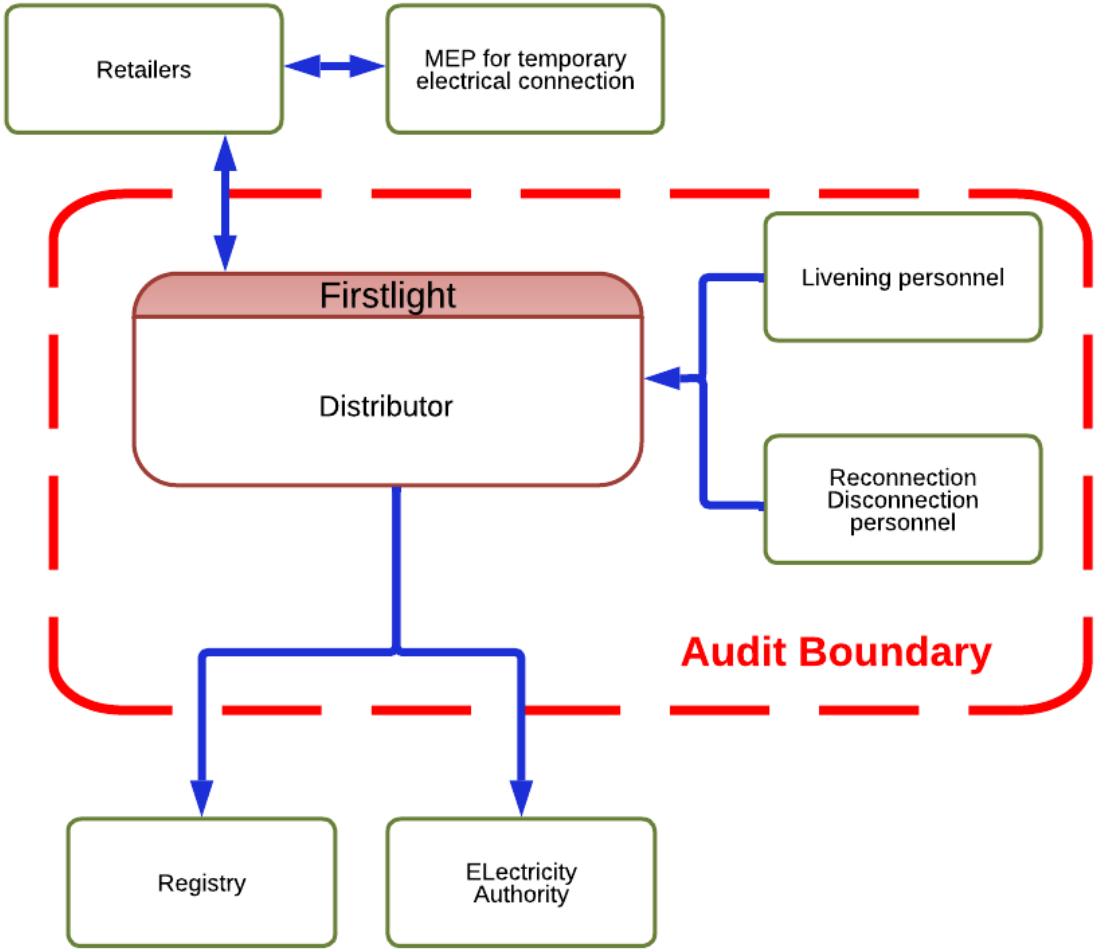 Retailers
MEP for temporary
electrical connection
Firstlight
Distributor
Livening personnel
Reconnection
Disconnection
personnel
Audit Boundary
Registry
ELectricity
Authority